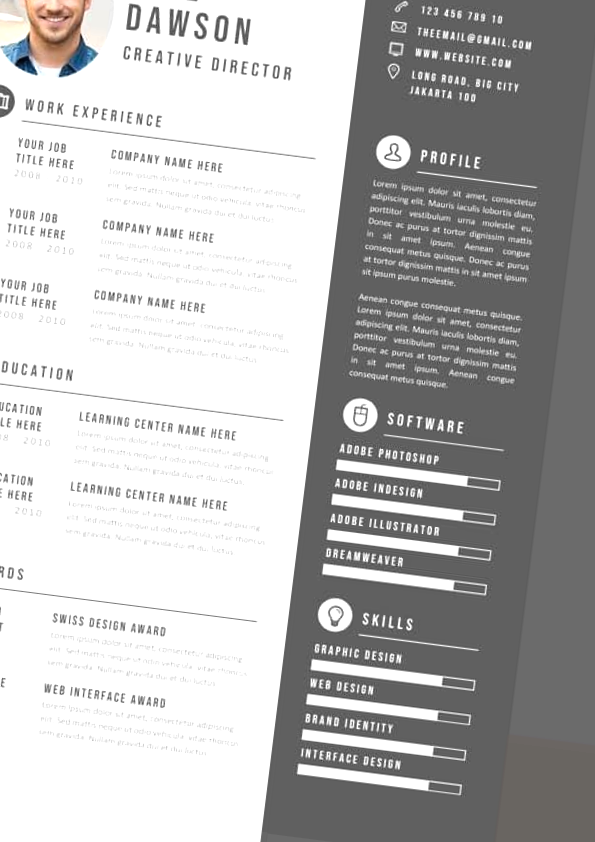 DAWSON
CREATIVE DIRECTOR
WORK EXPERIENCE
YOUR JOB
TITLE HERE
2008 2010
COMPANY NAME HERE
Lorem ipsum dolor sit amet, consectetur adipiscing
elit. Sed mattis neque ut odio vehicula, vitae rhoncus
sem gravida. Nullam gravida dui et dui luctus.
YOUR JOB
TITLE HERE
2008 2010
COMPANY NAME HERE
Lorem ipsum dolor sit amet, consectetur adipiscing
elit. Sed mattis neque ut odio vehicula, vitae rhoncus
sem gravida. Nullam gravida dui et dui luctus.
YOUR JOB
TITLE HERE
2008 2010
COMPANY NAME HERE
Lorem ipsum dolor sit amet, consectetur adipiscing
elit. Sed mattis neque ut odio vehicula, vitae rhoncus
sem gravida. Nullam gravida dui et dui luctus.
DUCATION
UCATION
E HERE
08 2010
LEARNING CENTER NAME HERE
Lorem ipsum dolor sit amet, consectetur adipiscing
elit. Sed mattis neque ut odio vehicula, vitae rhoncus
sem gravida. Nullam gravida dui et dui luctus.
CATION
E HERE
2010
LEARNING CENTER NAME HERE
Lorem ipsum dolor sit amet, consectetur adipiscing
elit. Sed mattis neque ut odio vehicula, vitae rhoncus
sem gravida. Nullam gravida dui et dui luctus.
RDS
SWISS DESIGN AWARD
Lorem ipsum dolor sit amet, consectetur adipiscing
elit. Sed mattis neque ut odio vehicula, vitae rhoncus
sem gravida. Nullam gravida dui et dui luctus.
WEB INTERFACE AWARD
Lorem ipsum dolor sit amet, consectetur adipiscing
elit. Sed mattis neque ut odio vehicula, vitae rhoncus
sem gravida. Nullam gravida dui et dui luctus.
123 456 789 10
THEEMAIL@GMAIL.COM
WWW.WEBSITE.COM
LONG ROAD, BIG CITY
JAKARTA 100
PROFILE
Lorem ipsum dolor sit amet, consectetur
adipiscing elit. Mauris iaculis lobortis diam,
porttitor vestibulum urna molestie eu.
Donec ac purus at tortor dignissim mattis
in sit amet ipsum. Aenean congue
consequat metus quisque. Donec ac purus
at tortor dignissim mattis in sit amet ipsum
sit ipsum purus molestie.
Aenean congue consequat metus quisque.
Lorem ipsum dolor sit amet, consectetur
adipiscing elit. Mauris iaculis lobortis diam,
porttitor vestibulum urna molestie eu.
Donec ac purus at tortor dignissim mattis
in sit amet ipsum. Aenean congue
consequat metus quisque.
SOFTWARE
ADOBE PHOTOSHOP
ADOBE INDESIGN
ADOBE ILLUSTRATOR
DREAMWEAVER
SKILLS
GRAPHIC DESIGN
WEB DESIGN
BRAND IDENTITY
INTERFACE DESIGN